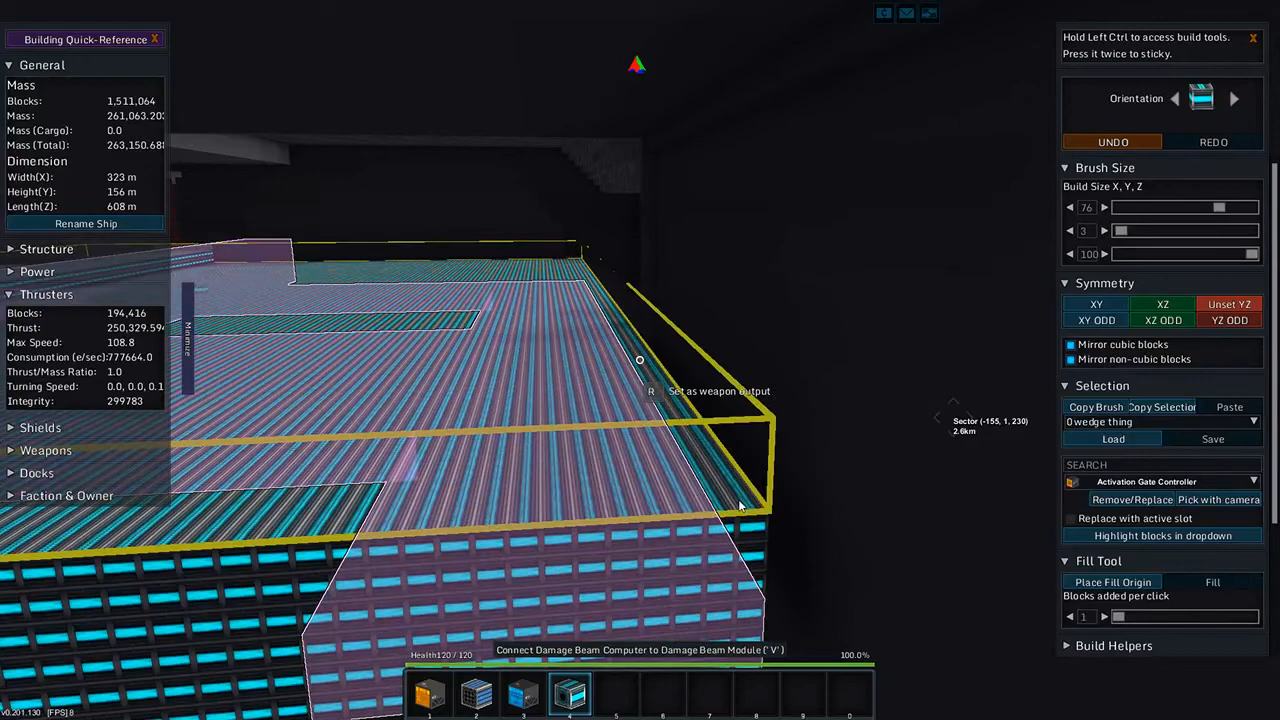 Building Quick-Reference X
General
Mass
Blocks: 1,511,064
Mass: 261,063.20
Mass (Cargo): 0.0
Mass (Total): 263,150.68
Dimension
Width(X): 323 m
Height(Y): 156 m
Length(Z): 608 m
Rename Ship
Structure
Power
Thrusters
Blocks: 194,416
Thrust: 250,329.59
Max Speed: 108.8
Consumption (e/sec): 777664.0
Thrust/Mass Ratio: 1.0
Turning Speed: 0.0, 0.0, 0.1
Integrity: 299783
Shields
Weapons
Docks
Faction & Owner
Minimize
R Set as weapon output
Sector (-155, 1, 230)
2.6km
Hold Left Ctrl to access build tools. X
Press it twice to sticky.
Orientation
UNDO REDO
Brush Size
Build Size X, Y, Z
76
3
100
Symmetry
XY XZ Unset YZ
XY ODD XZ ODD YZ ODD
Mirror cubic blocks
Mirror non-cubic blocks
Selection
Copy Brush Copy Selection Paste
0 wedge thing
Load Save
SEARCH
Activation Gate Controller
Remove/Replace Pick with camera
Replace with active slot
Highlight blocks in dropdown
Fill Tool
Place Fill Origin Fill
Blocks added per click
1
Build Helpers
Health 120 / 120 Connect Damage Beam Computer to Damage Beam Module ('V') 100.0%
1 2 3 4 5 6 7 8 9 0
v0.201.130 [FPS] 8